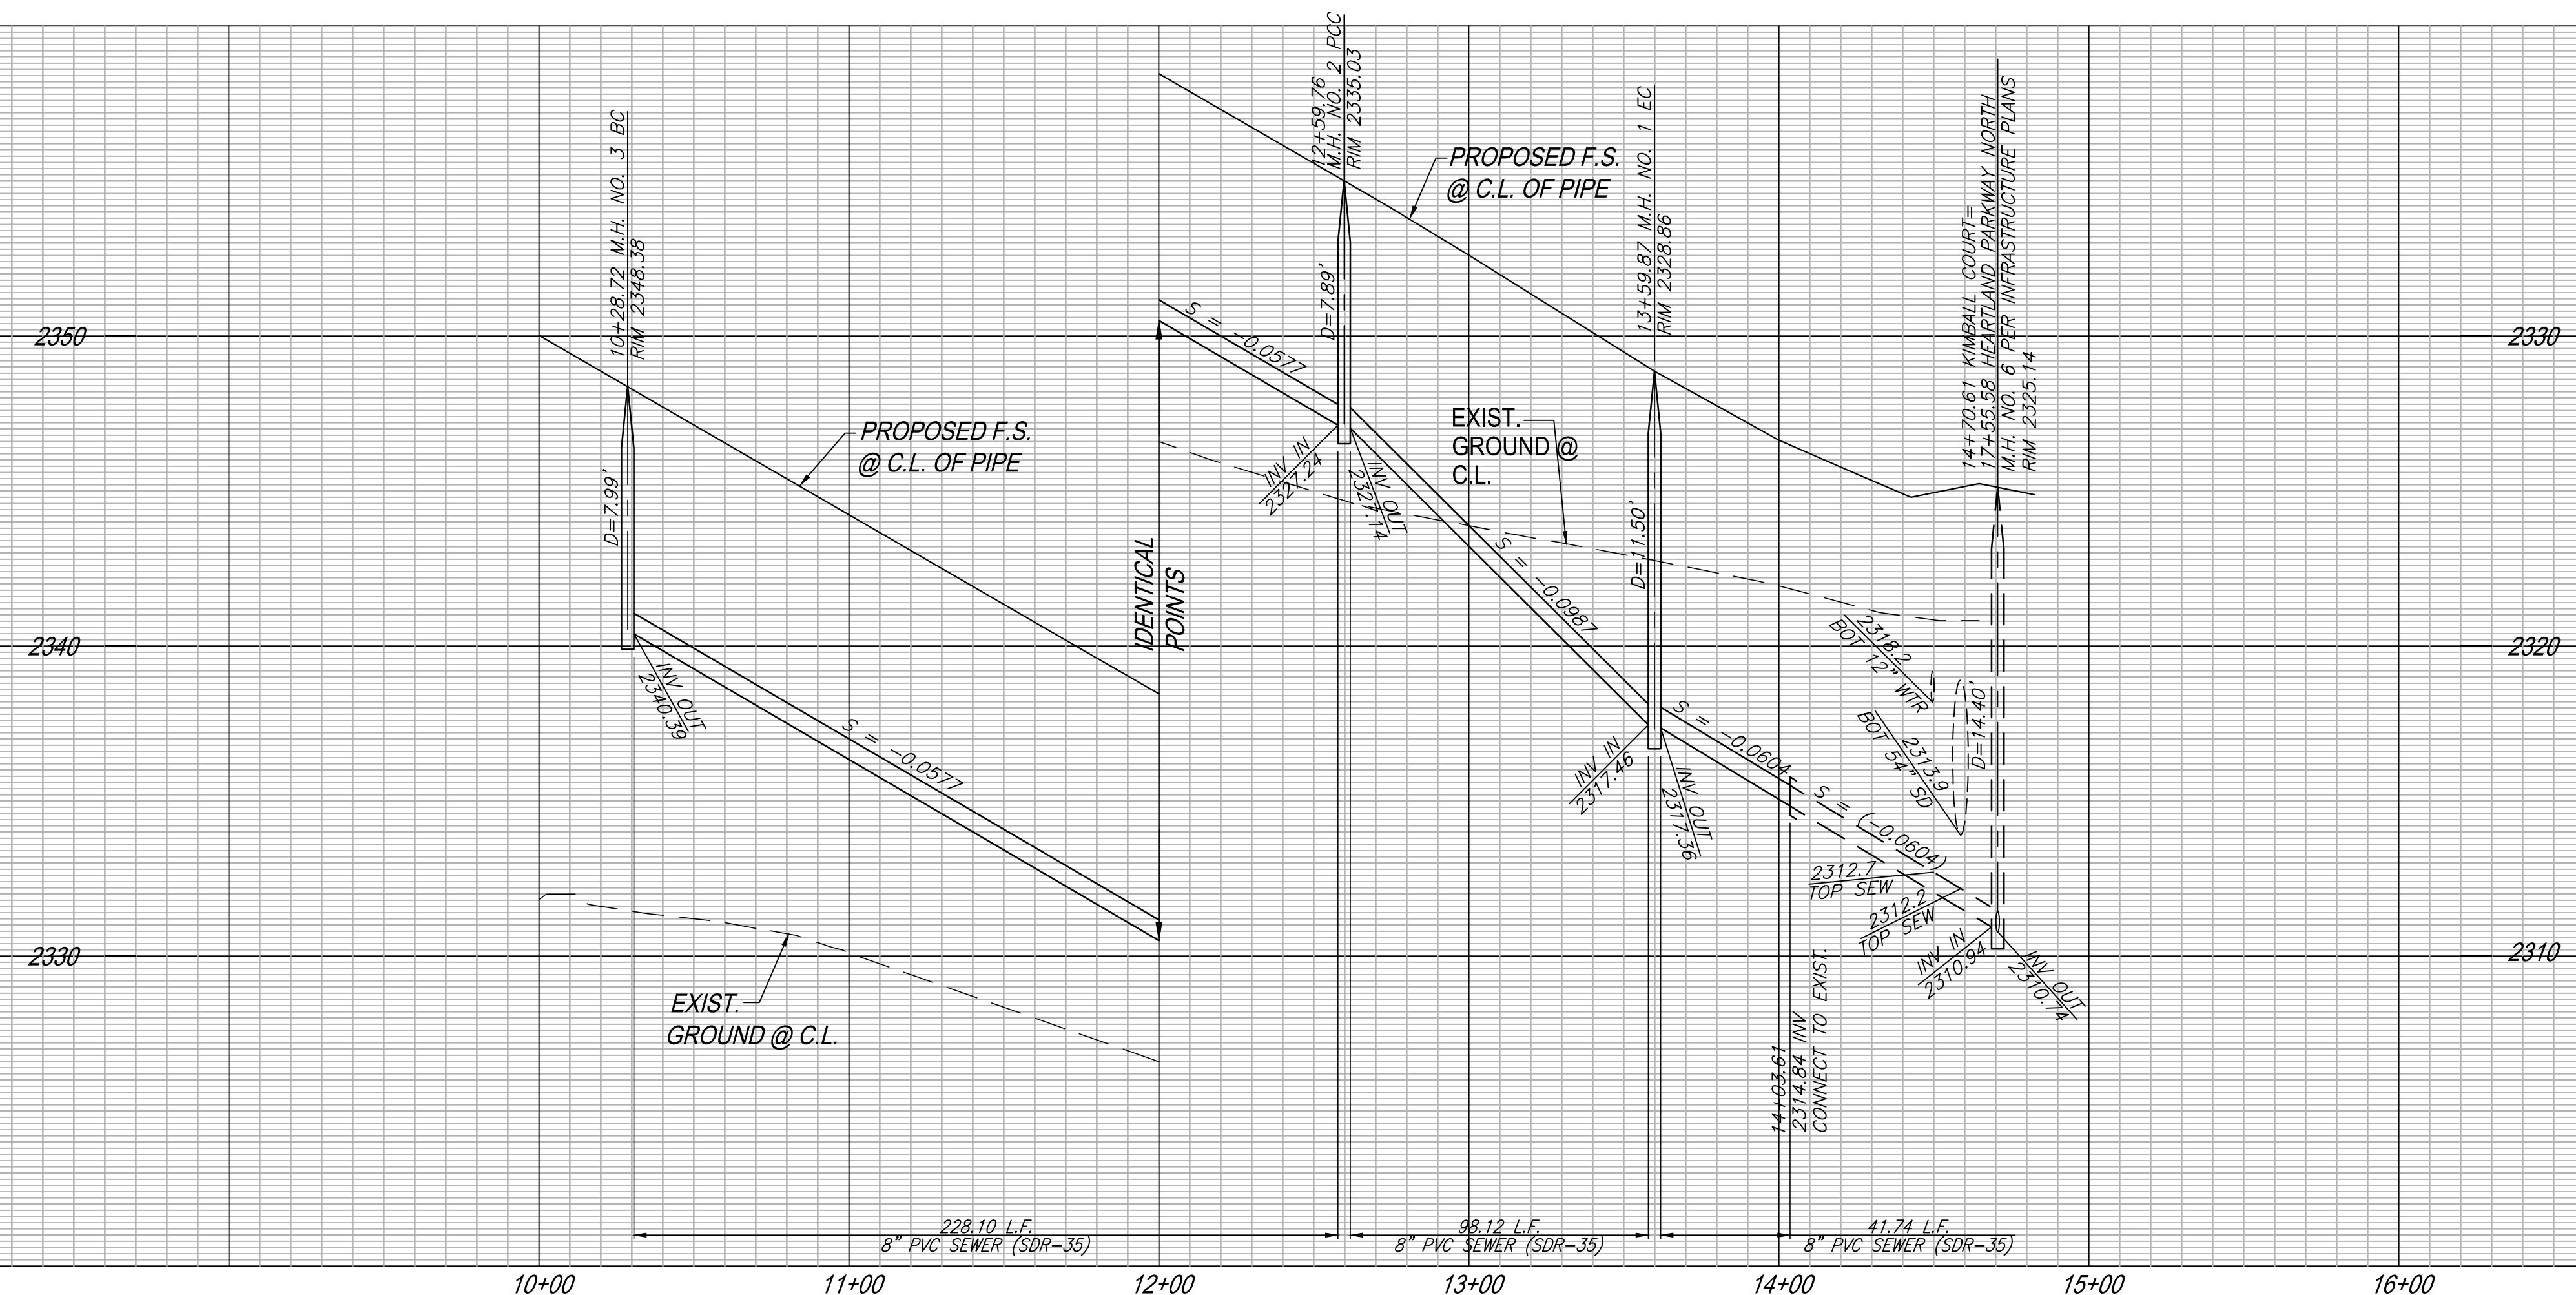 10+28.72 M.H. NO. 3 BC
RIM 2348.38
D=7.99'
INV OUT
2340.39
PROPOSED F.S.
@ C.L. OF PIPE
S = -0.0577
EXIST.
GROUND @ C.L.
IDENTICAL
POINTS
12+59.76
M.H. NO. 2 PCC
RIM 2335.03
S = -0.0577
D=7.89'
INV IN
2327.24
INV OUT
2327.14
PROPOSED F.S.
@ C.L. OF PIPE
EXIST.
GROUND @
C.L.
S = -0.0987
13+59.87 M.H. NO. 1 EC
RIM 2328.86
D=11.50'
INV IN
2317.46
INV OUT
2317.36
S = -0.0604
S = (-0.0604)
14+70.61 KIMBALL COURT=
17+55.58 HEARTLAND PARKWAY NORTH
M.H. NO. 6 PER INFRASTRUCTURE PLANS
RIM 2325.14
2318.2
BOT 12" WTR
2313.9
BOT 54" SD
D=14.40'
2312.7
TOP SEW
2312.2
TOP SEW
INV IN
2310.94
INV OUT
2310.74
14+03.61
2314.84 INV
CONNECT TO EXIST.
2350
2340
2330
2330
2320
2310
228.10 L.F.
8" PVC SEWER (SDR-35)
98.12 L.F.
8" PVC SEWER (SDR-35)
41.74 L.F.
8" PVC SEWER (SDR-35)
10+00
11+00
12+00
13+00
14+00
15+00
16+00